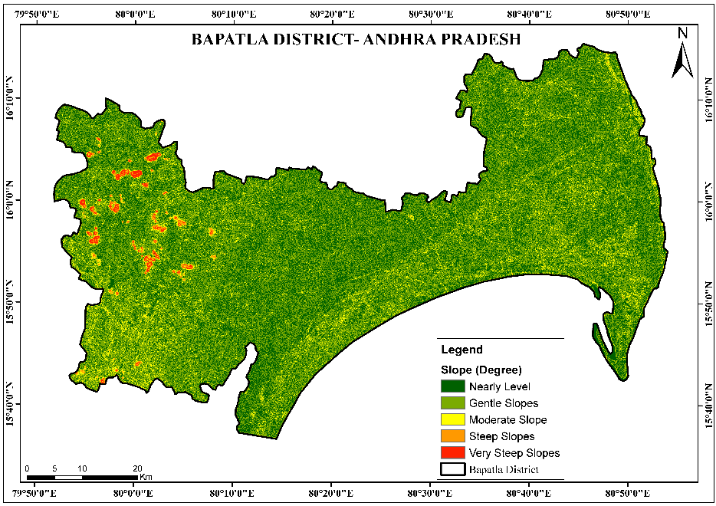 79°50'0"E 80°0'0"E 80°10'0"E 80°20'0"E 80°30'0"E 80°40'0"E 80°50'0"E
BAPATLA DISTRICT- ANDHRA PRADESH
N
16°10'0"N 16°10'0"N
16°0'0"N 16°0'0"N
15°50'0"N 15°50'0"N
15°40'0"N 15°40'0"N
Legend
Slope (Degree)
Nearly Level
Gentle Slopes
Moderate Slope
Steep Slopes
Very Steep Slopes
Bapatla District
0 5 10 20
Km
79°50'0"E 80°0'0"E 80°10'0"E 80°20'0"E 80°30'0"E 80°40'0"E 80°50'0"E